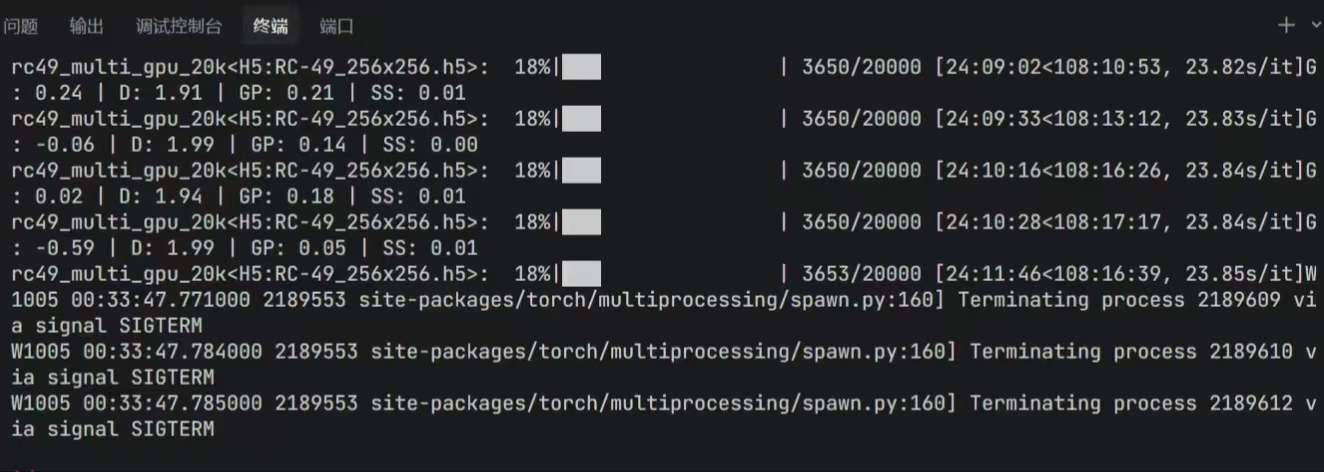 问题 输出 调试控制台 终端 端口
rc49_multi_gpu_20k<H5:RC-49_256x256.h5>: 18%| | 3650/20000 [24:09:02<108:10:53, 23.82s/it]G
: 0.24 | D: 1.91 | GP: 0.21 | SS: 0.01
rc49_multi_gpu_20k<H5:RC-49_256x256.h5>: 18%| | 3650/20000 [24:09:33<108:13:12, 23.83s/it]G
: -0.06 | D: 1.99 | GP: 0.14 | SS: 0.00
rc49_multi_gpu_20k<H5:RC-49_256x256.h5>: 18%| | 3650/20000 [24:10:16<108:16:26, 23.84s/it]G
: 0.02 | D: 1.94 | GP: 0.18 | SS: 0.01
rc49_multi_gpu_20k<H5:RC-49_256x256.h5>: 18%| | 3650/20000 [24:10:28<108:17:17, 23.84s/it]G
: -0.59 | D: 1.99 | GP: 0.05 | SS: 0.01
rc49_multi_gpu_20k<H5:RC-49_256x256.h5>: 18%| | 3653/20000 [24:11:46<108:16:39, 23.85s/it]W
1005 00:33:47.771000 2189553 site-packages/torch/multiprocessing/spawn.py:160] Terminating process 2189609 vi
a signal SIGTERM
W1005 00:33:47.784000 2189553 site-packages/torch/multiprocessing/spawn.py:160] Terminating process 2189610 v
ia signal SIGTERM
W1005 00:33:47.785000 2189553 site-packages/torch/multiprocessing/spawn.py:160] Terminating process 2189612 v
ia signal SIGTERM